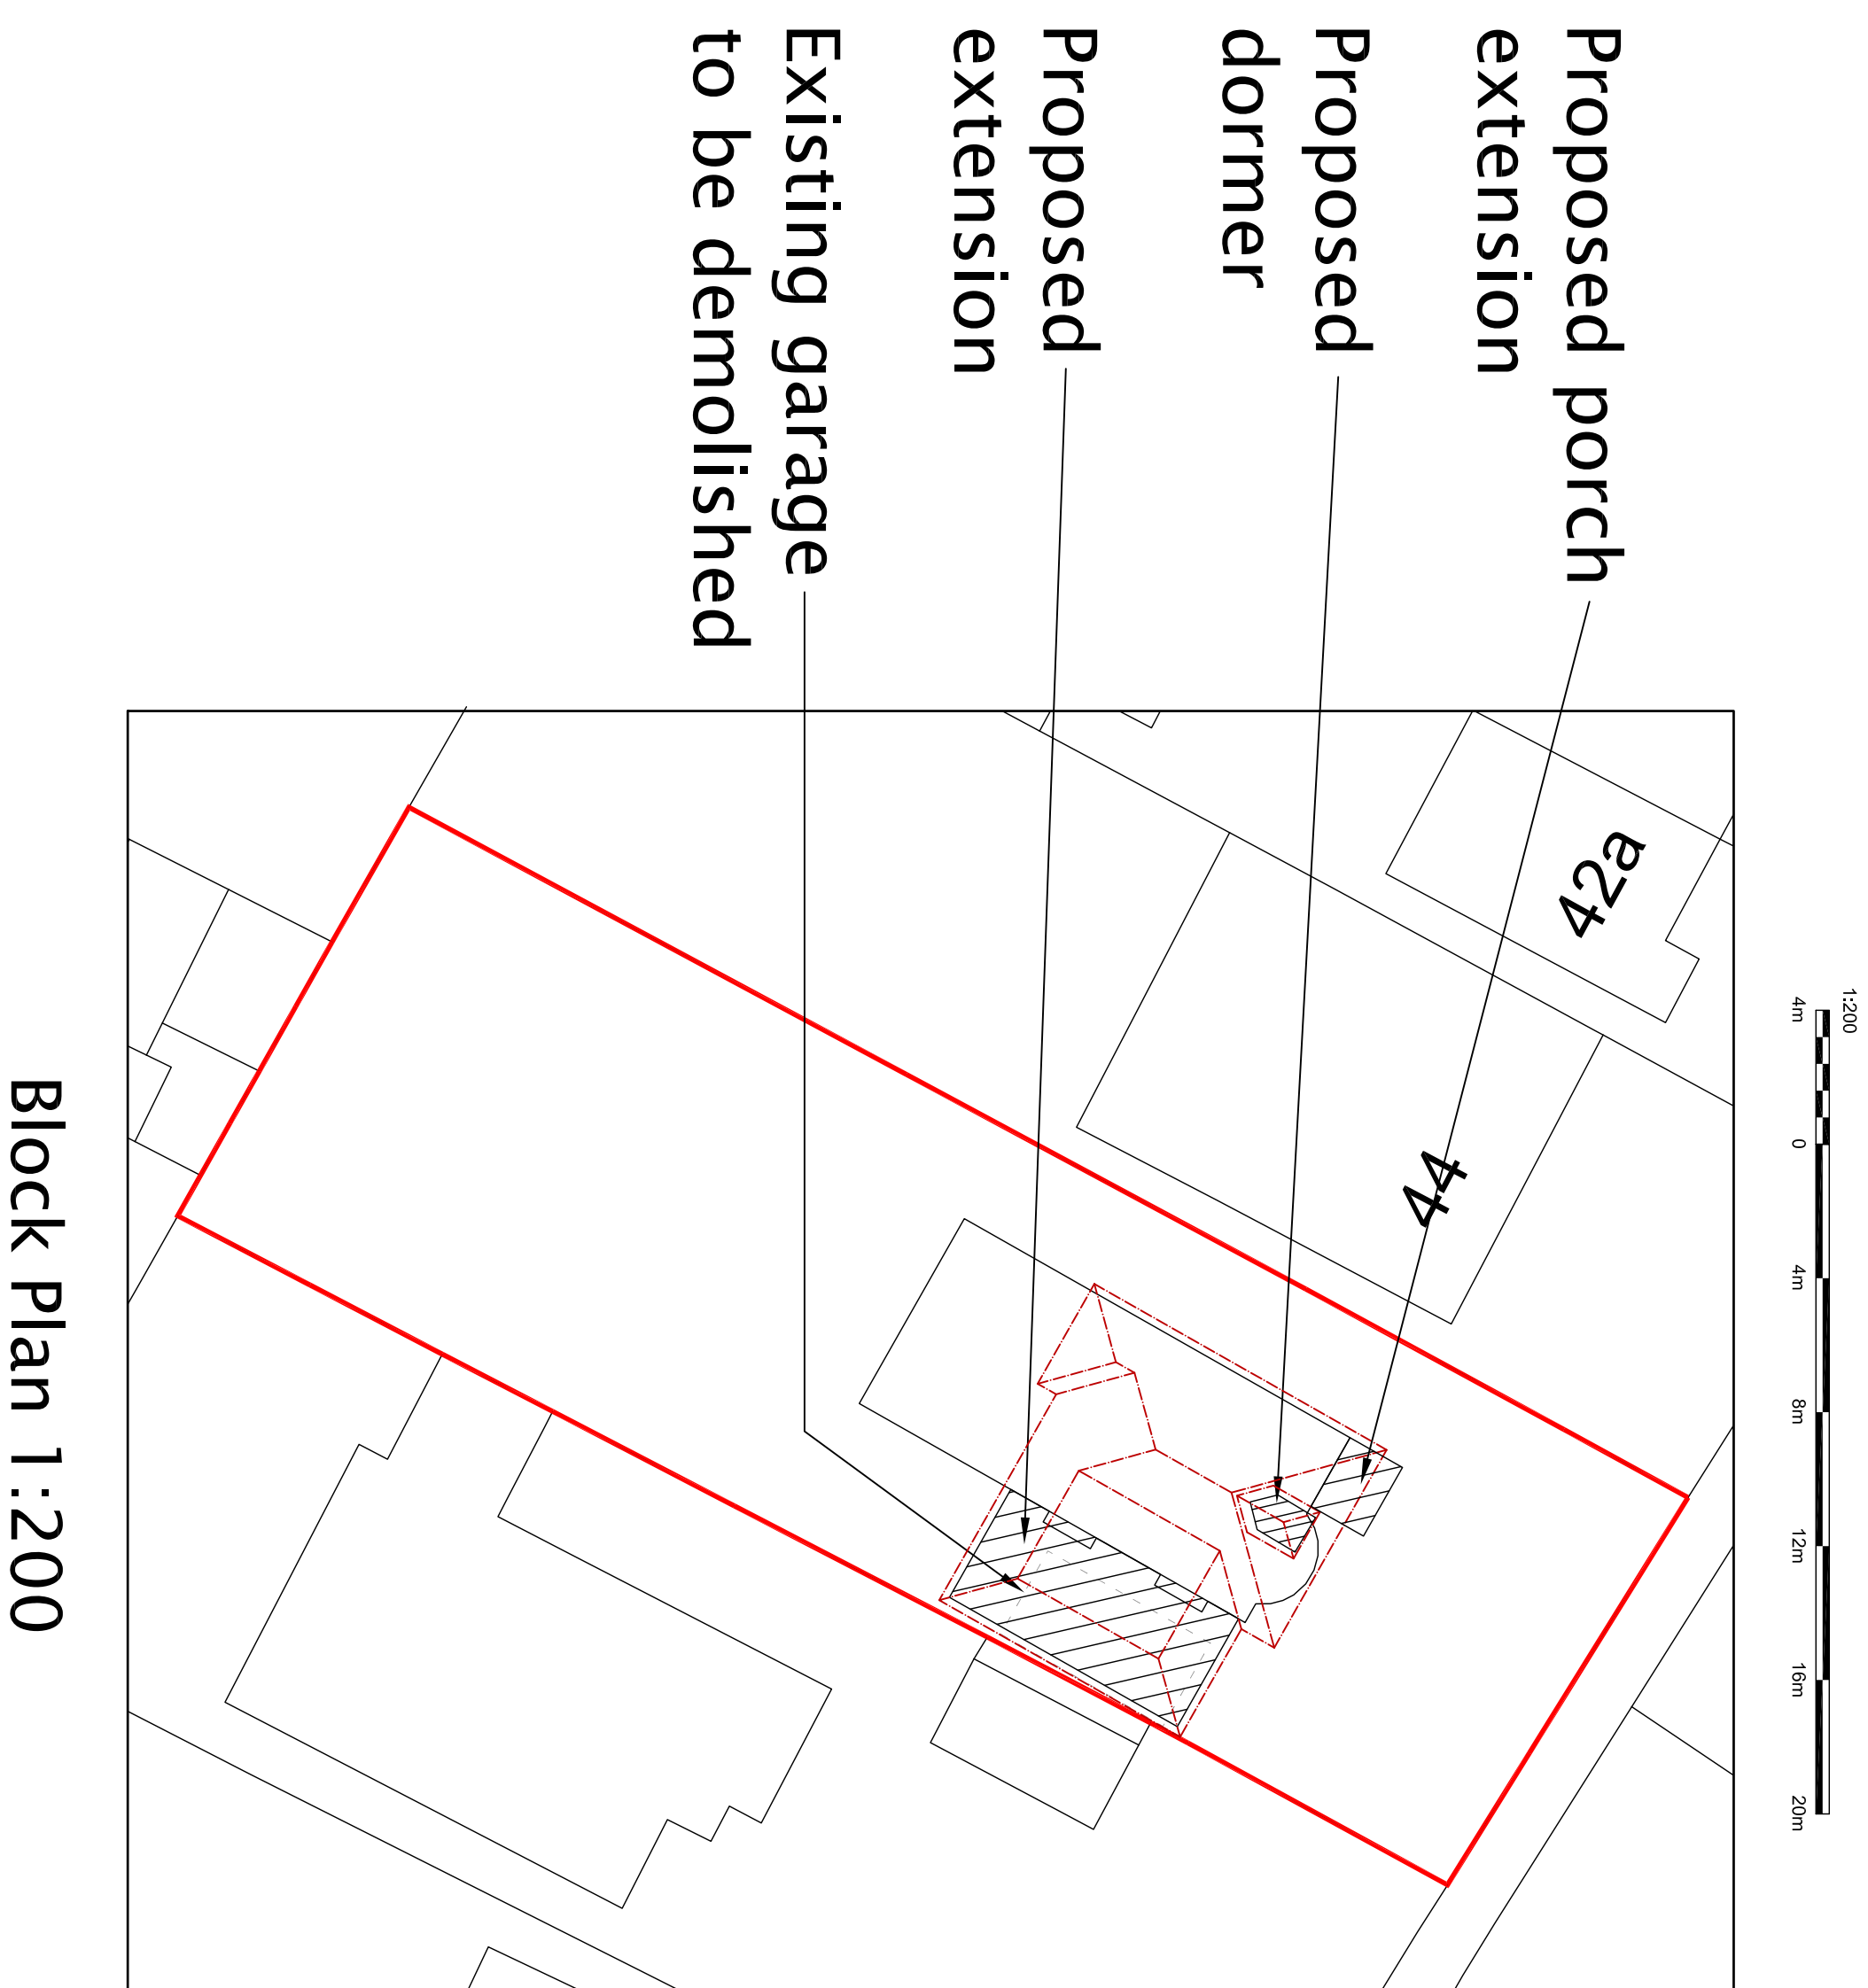 Proposed porch
extension
Proposed
dormer
Proposed
extension
Existing garage
to be demolished
1:200
4m 0 4m 8m 12m 16m 20m
42a
44
Block Plan 1:200